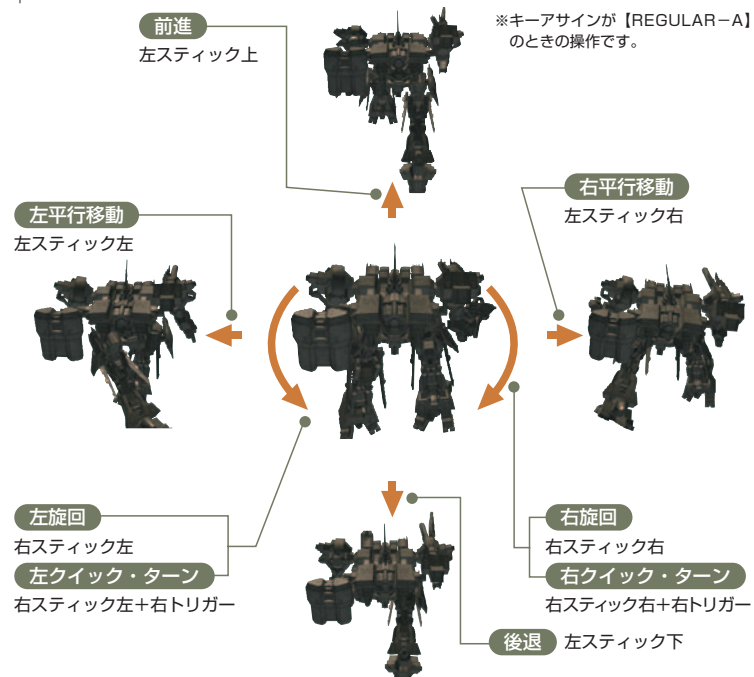 前進
左スティック上
※キーアサインが【REGULAR－A】
のときの操作です。
左平行移動
左スティック左
右平行移動
左スティック右
左旋回
右スティック左
左クイック・ターン
右スティック左＋右トリガー
右旋回
右スティック右
右クイック・ターン
右スティック右＋右トリガー
後退 左スティック下